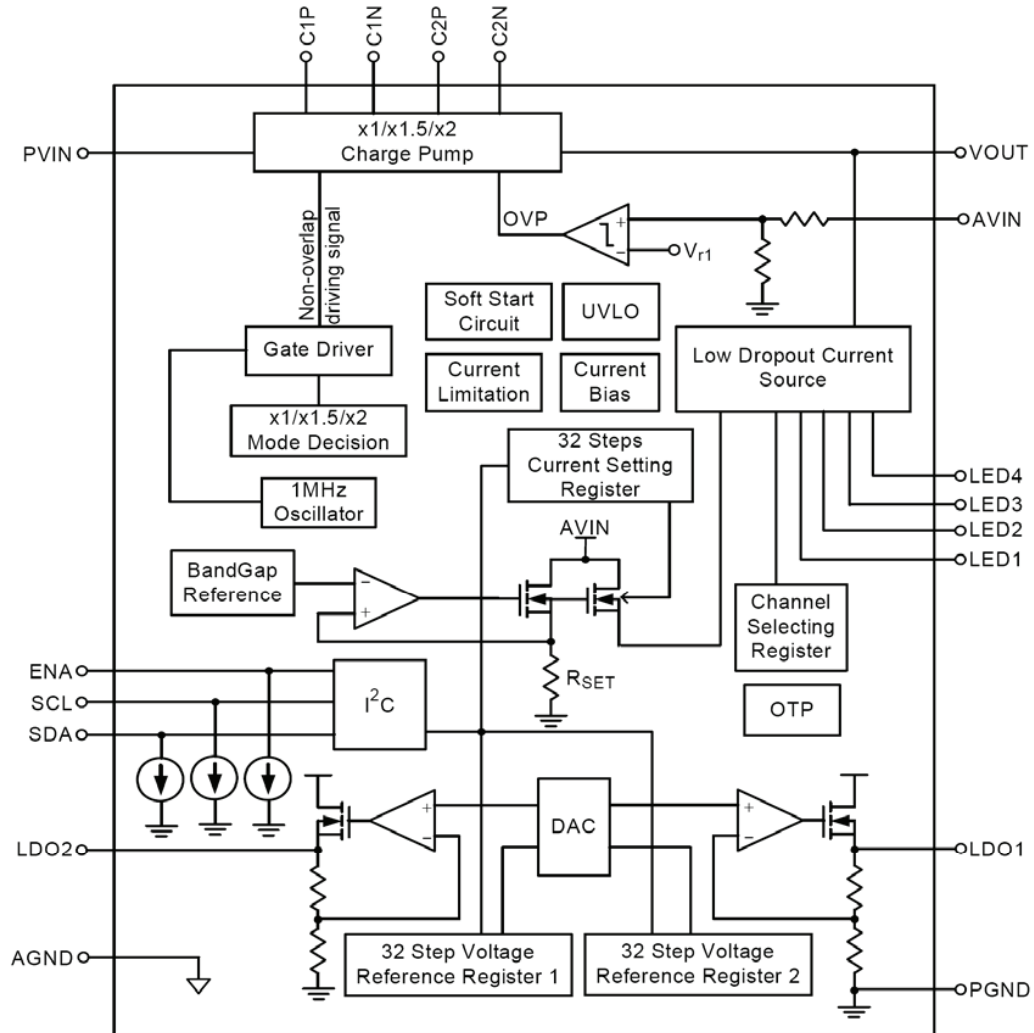 C1P
C1N
C2P
C2N
x1/x1.5/x2
Charge Pump
PVIN
VOUT
Non-overlap
driving signal
OVP
+
−
Vr1
AVIN
Soft Start
Circuit
UVLO
Gate Driver
Current
Limitation
Current
Bias
Low Dropout Current
Source
x1/x1.5/x2
Mode Decision
32 Steps
Current Setting
Register
1MHz
Oscillator
LED4
LED3
LED2
LED1
AVIN
BandGap
Reference
−
+
Channel
Selecting
Register
RSET
ENA
SCL
SDA
I²C
OTP
LDO2
+
−
DAC
+
−
LDO1
AGND
32 Step Voltage
Reference Register 1
32 Step Voltage
Reference Register 2
PGND